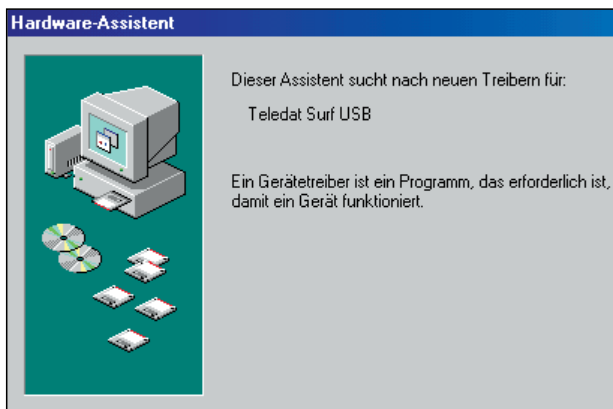 Hardware-Assistent
Dieser Assistent sucht nach neuen Treibern für:
Teledat Surf USB
Ein Gerätetreiber ist ein Programm, das erforderlich ist,
damit ein Gerät funktioniert.